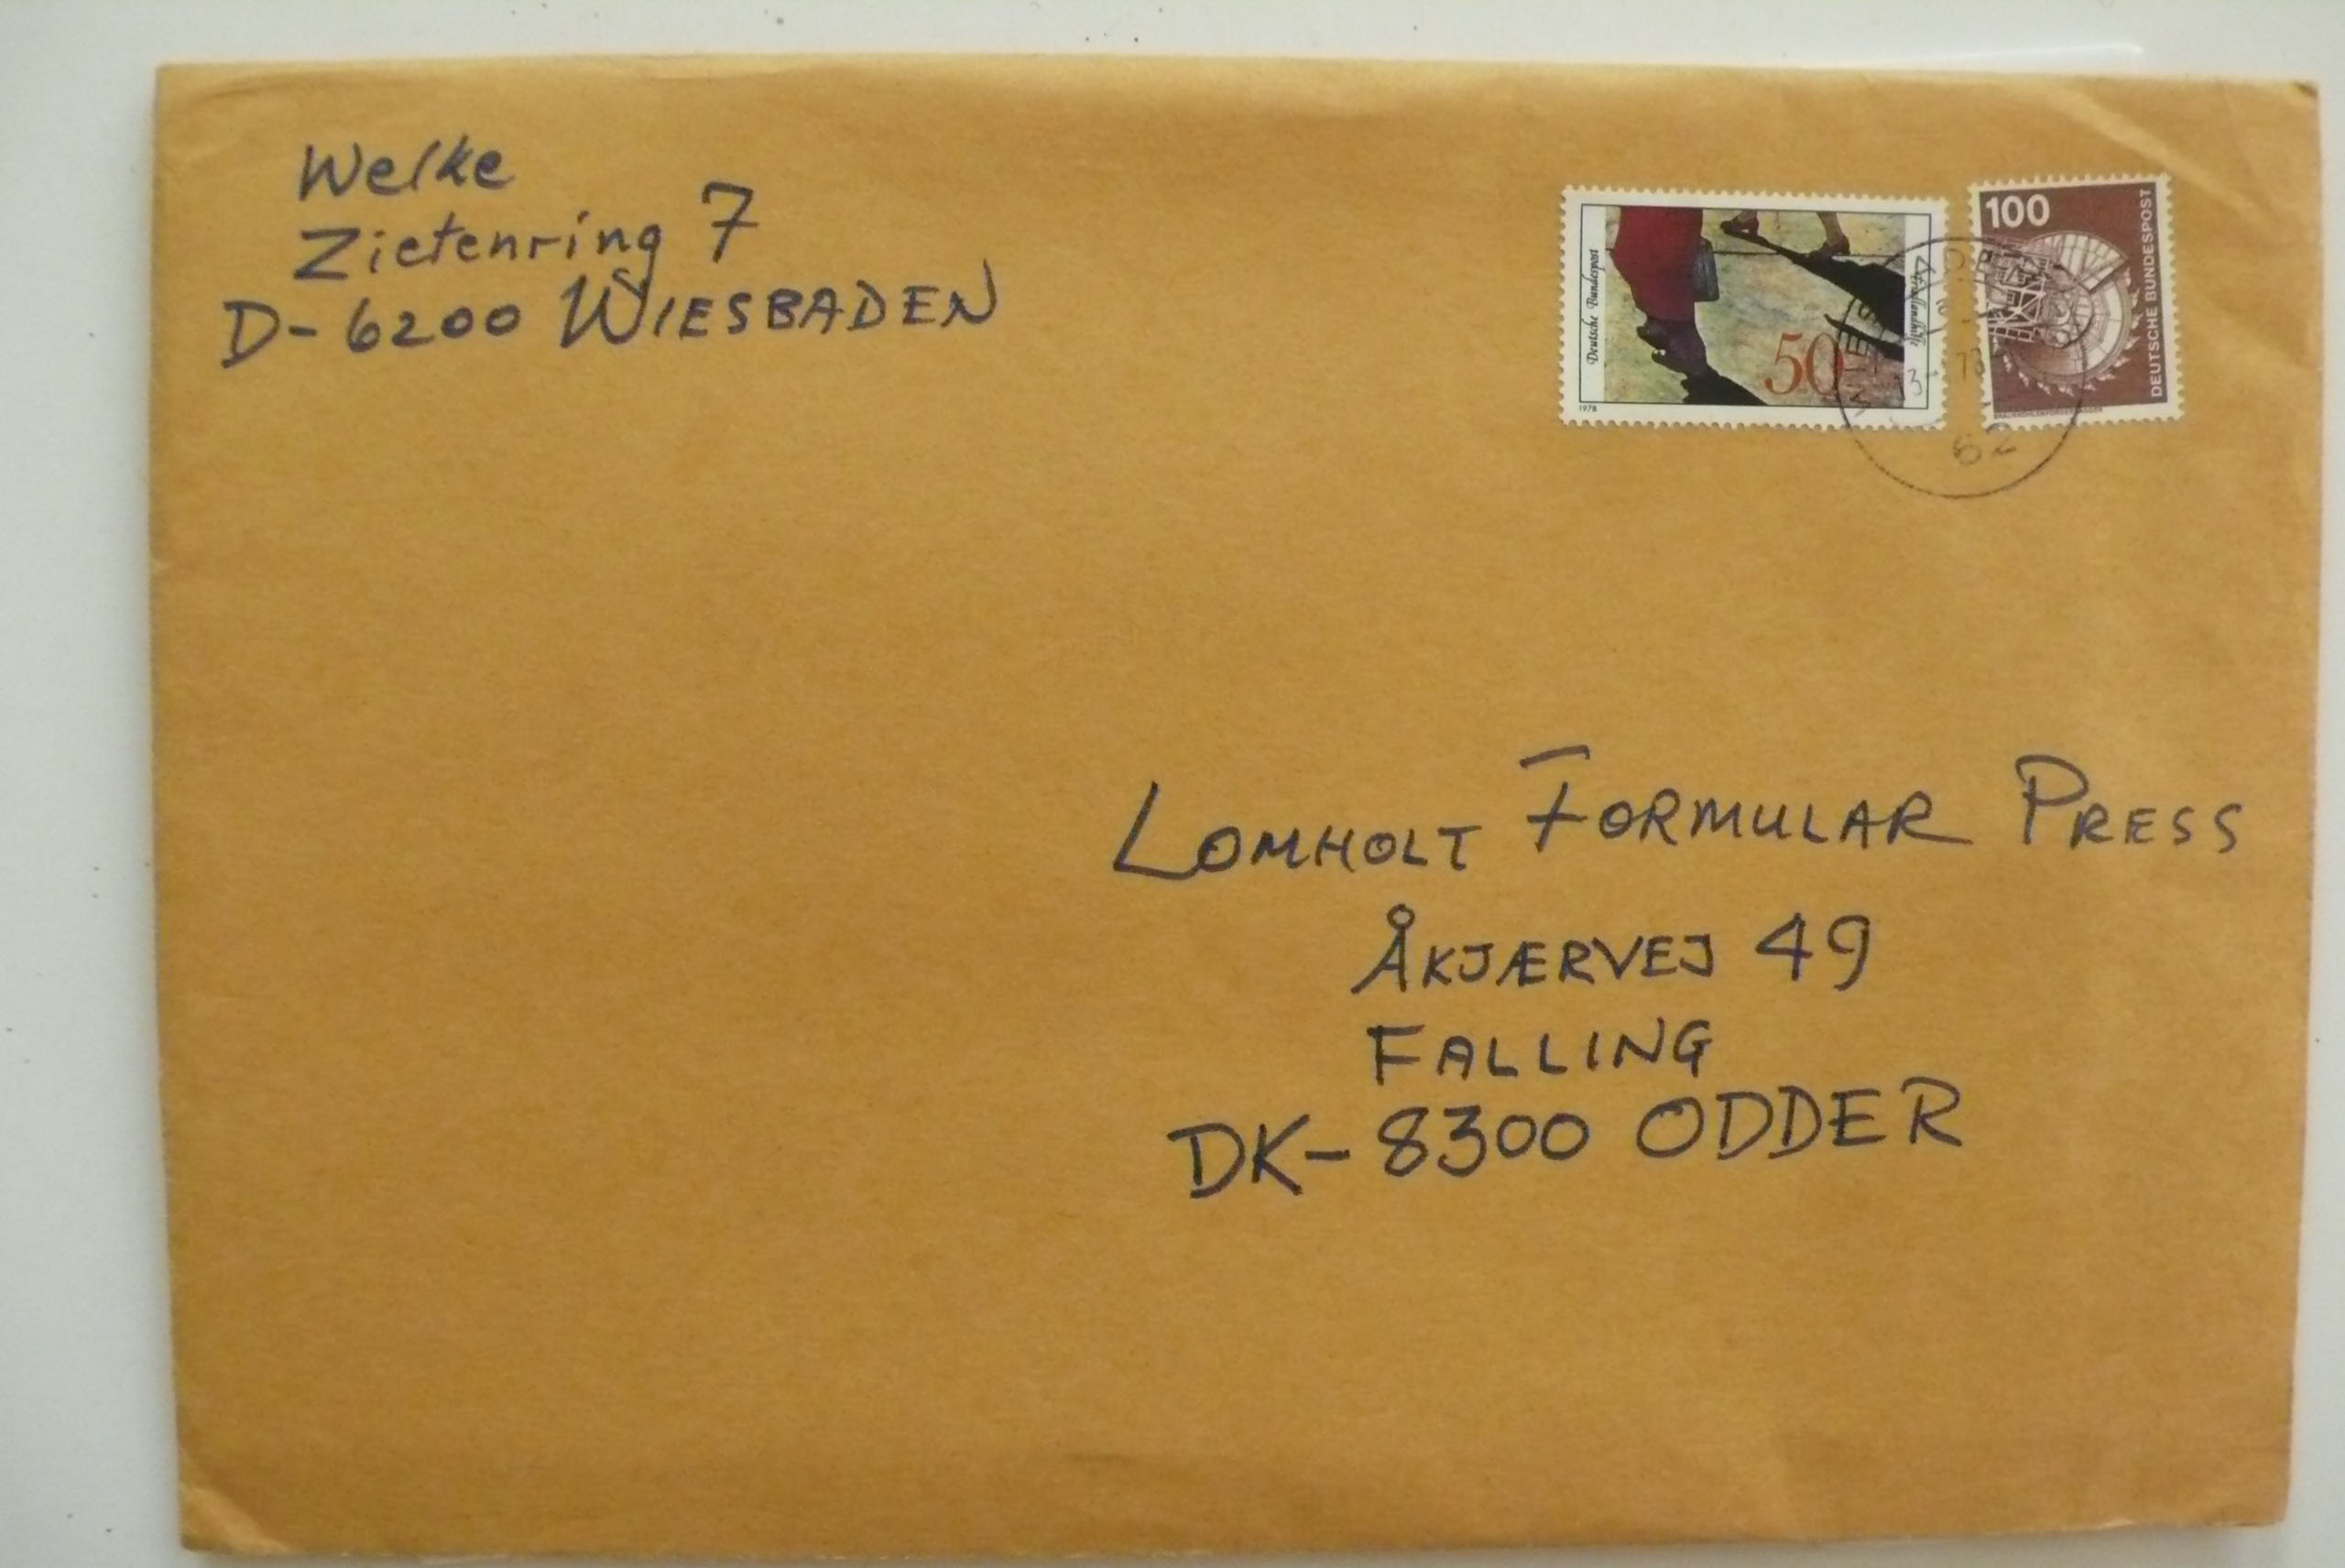 Welke
Zietenring 7
D-6200 WIESBADEN
Deutsche Bundespost
50
1978
100
DEUTSCHE BUNDESPOST
62
LOMHOLT FORMULAR PRESS
ÅKJÆRVEJ 49
FALLING
DK-8300 ODDER